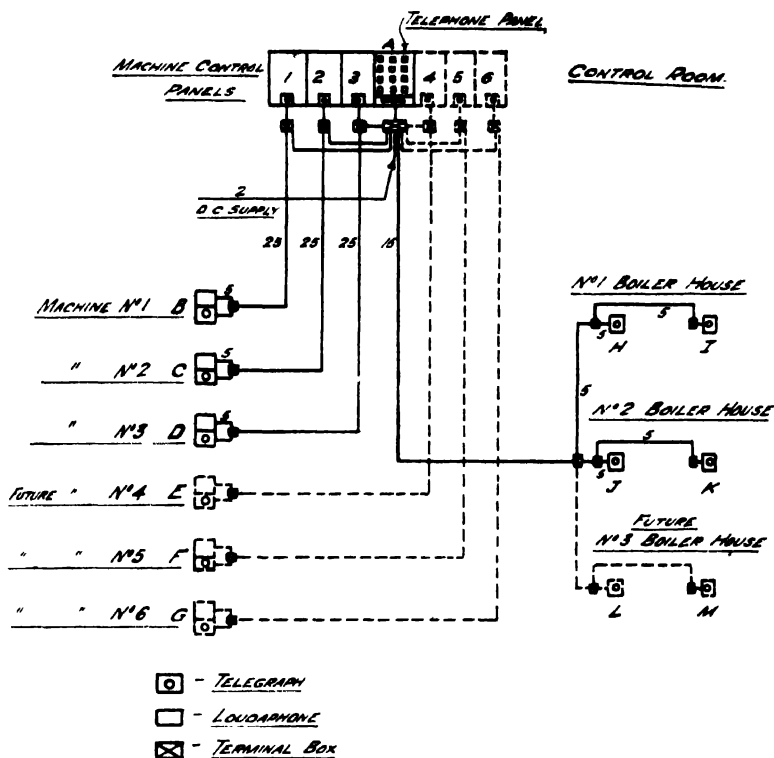 TELEPHONE PANEL
A
MACHINE CONTROL
PANELS
1 2 3 4 5 6
CONTROL ROOM.
2
D C SUPPLY
25 25 25 15
MACHINE Nº1 B 5
" Nº2 C 5
" Nº3 D 5
FUTURE " Nº4 E
" " Nº5 F
" " Nº6 G
Nº1 BOILER HOUSE
5
5
H I
5
Nº2 BOILER HOUSE
5
5
J K
FUTURE
Nº3 BOILER HOUSE
L M
- TELEGRAPH
- LOUDAPHONE
- TERMINAL BOX